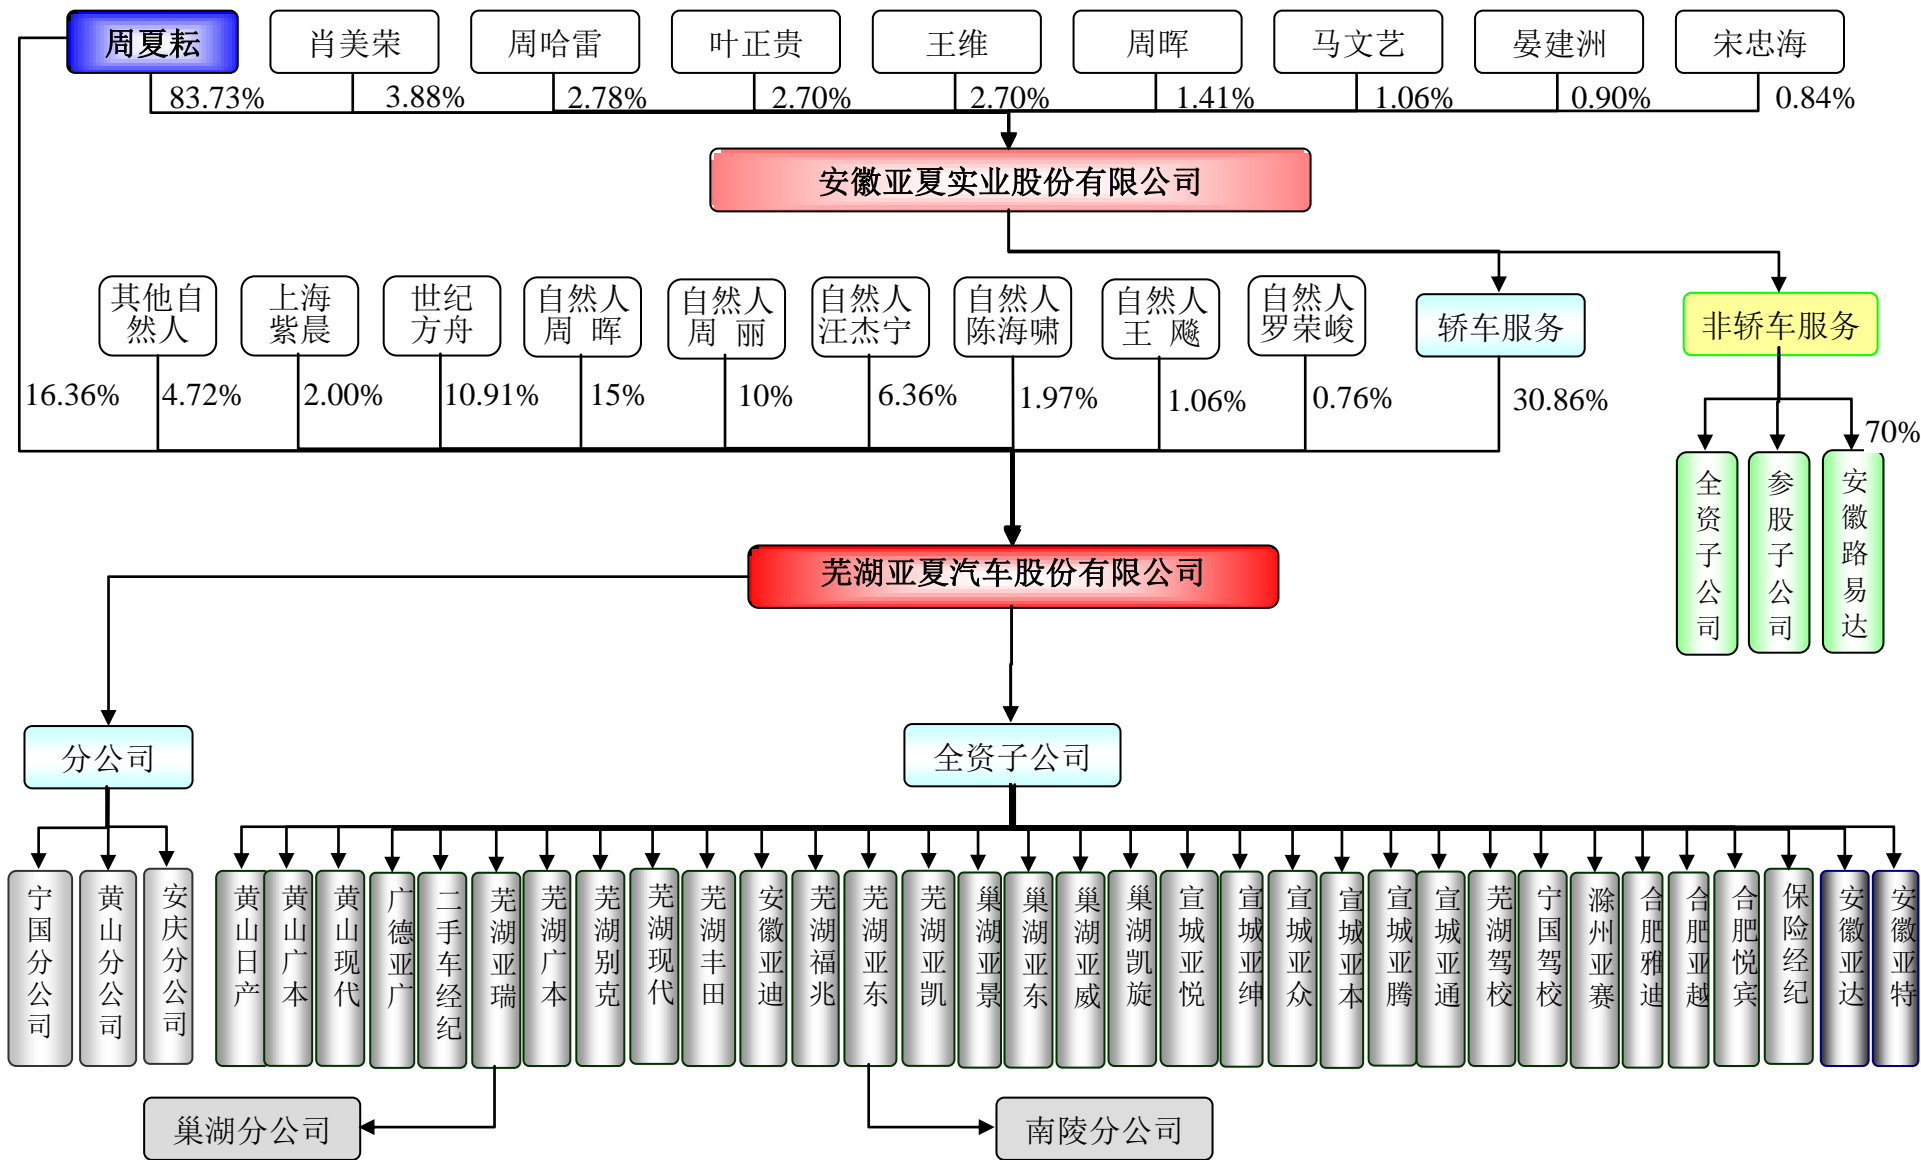 周夏耘
肖美荣
周哈雷
叶正贵
王维
周晖
马文艺
晏建洲
宋忠海
83.73%
3.88%
2.78%
2.70%
2.70%
1.41%
1.06%
0.90%
0.84%
安徽亚夏实业股份有限公司
其他自
然人
上海
紫晨
世纪
方舟
自然人
周 晖
自然人
周 丽
自然人
汪杰宁
自然人
陈海啸
自然人
王 飚
自然人
罗荣峻
轿车服务
非轿车服务
16.36%
4.72%
2.00%
10.91%
15%
10%
6.36%
1.97%
1.06%
0.76%
30.86%
70%
全资子公司
参股子公司
安徽路易达
芜湖亚夏汽车股份有限公司
分公司
全资子公司
宁国分公司
黄山分公司
安庆分公司
黄山日产
黄山广本
黄山现代
广德亚广
二手车经纪
芜湖亚瑞
芜湖广本
芜湖别克
芜湖现代
芜湖丰田
安徽亚迪
芜湖福兆
芜湖亚东
芜湖亚凯
巢湖亚景
巢湖亚东
巢湖亚威
巢湖凯旋
宣城亚悦
宣城亚绅
宣城亚众
宣城亚本
宣城亚腾
宣城亚通
芜湖驾校
宁国驾校
滁州亚赛
合肥雅迪
合肥亚越
合肥悦宾
保险经纪
安徽亚达
安徽亚特
巢湖分公司
南陵分公司